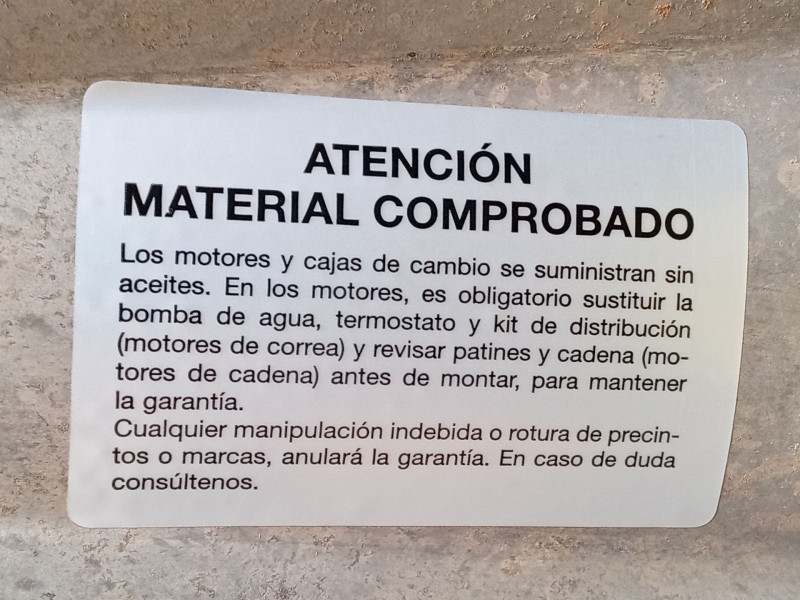 ATENCIÓN
MATERIAL COMPROBADO
Los motores y cajas de cambio se suministran sin
aceites. En los motores, es obligatorio sustituir la
bomba de agua, termostato y kit de distribución
(motores de correa) y revisar patines y cadena (mo-
tores de cadena) antes de montar, para mantener
la garantía.
Cualquier manipulación indebida o rotura de precin-
tos o marcas, anulará la garantía. En caso de duda
consúltenos.